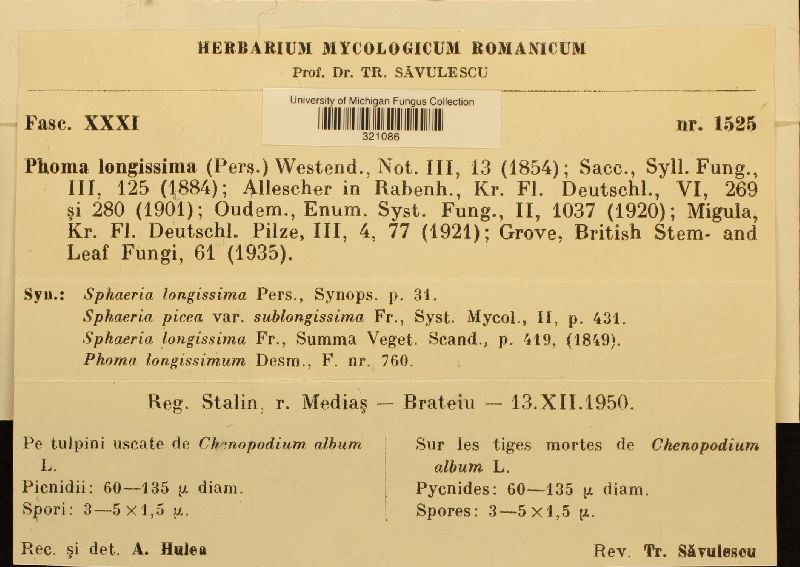 HERBARIUM MYCOLOGICUM ROMANICUM
Prof. Dr. TR. SĂVULESCU
University of Michigan Fungus Collection
321086
Fasc. XXXI nr. 1525
Phoma longissima (Pers.) Westend., Not. III, 13 (1854); Sacc., Syll. Fung.,
III, 125 (1884); Allescher in Rabenh., Kr. Fl. Deutschl., VI, 269
şi 280 (1901); Oudem., Enum. Syst. Fung., II, 1037 (1920); Migula,
Kr. Fl. Deutschl. Pilze, III, 4, 77 (1921); Grove, British Stem- and
Leaf Fungi, 61 (1935).
Syn.: Sphaeria longissima Pers., Synops. p. 31.
Sphaeria picea var. sublongissima Fr., Syst. Mycol., II, p. 431.
Sphaeria longissima Fr., Summa Veget. Scand., p. 419, (1849).
Phoma longissimum Desm., F. nr. 760.
Reg. Stalin, r. Mediaş — Brateiu — 13.XII.1950.
Pe tulpini uscate de Chenopodium album
L.
Picnidii: 60—135 µ diam.
Spori: 3—5×1,5 µ.
Sur les tiges mortes de Chenopodium
album L.
Pycnides: 60—135 µ diam.
Spores: 3—5×1,5 µ.
Rec. şi det. A. Hulea
Rev. Tr. Săvulescu